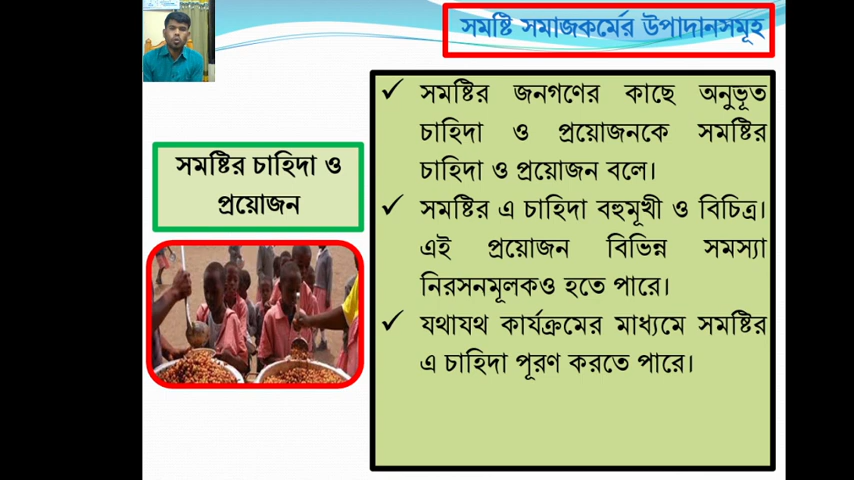 সমষ্টি সমাজকর্মের উপাদানসমূহ
সমষ্টির চাহিদা ও
প্রয়োজন
✓ সমষ্টির জনগণের কাছে অনুভূত
চাহিদা ও প্রয়োজনকে সমষ্টির
চাহিদা ও প্রয়োজন বলে।
✓ সমষ্টির এ চাহিদা বহুমূখী ও বিচিত্র।
এই প্রয়োজন বিভিন্ন সমস্যা
নিরসনমূলকও হতে পারে।
✓ যথাযথ কার্যক্রমের মাধ্যমে সমষ্টির
এ চাহিদা পূরণ করতে পারে।